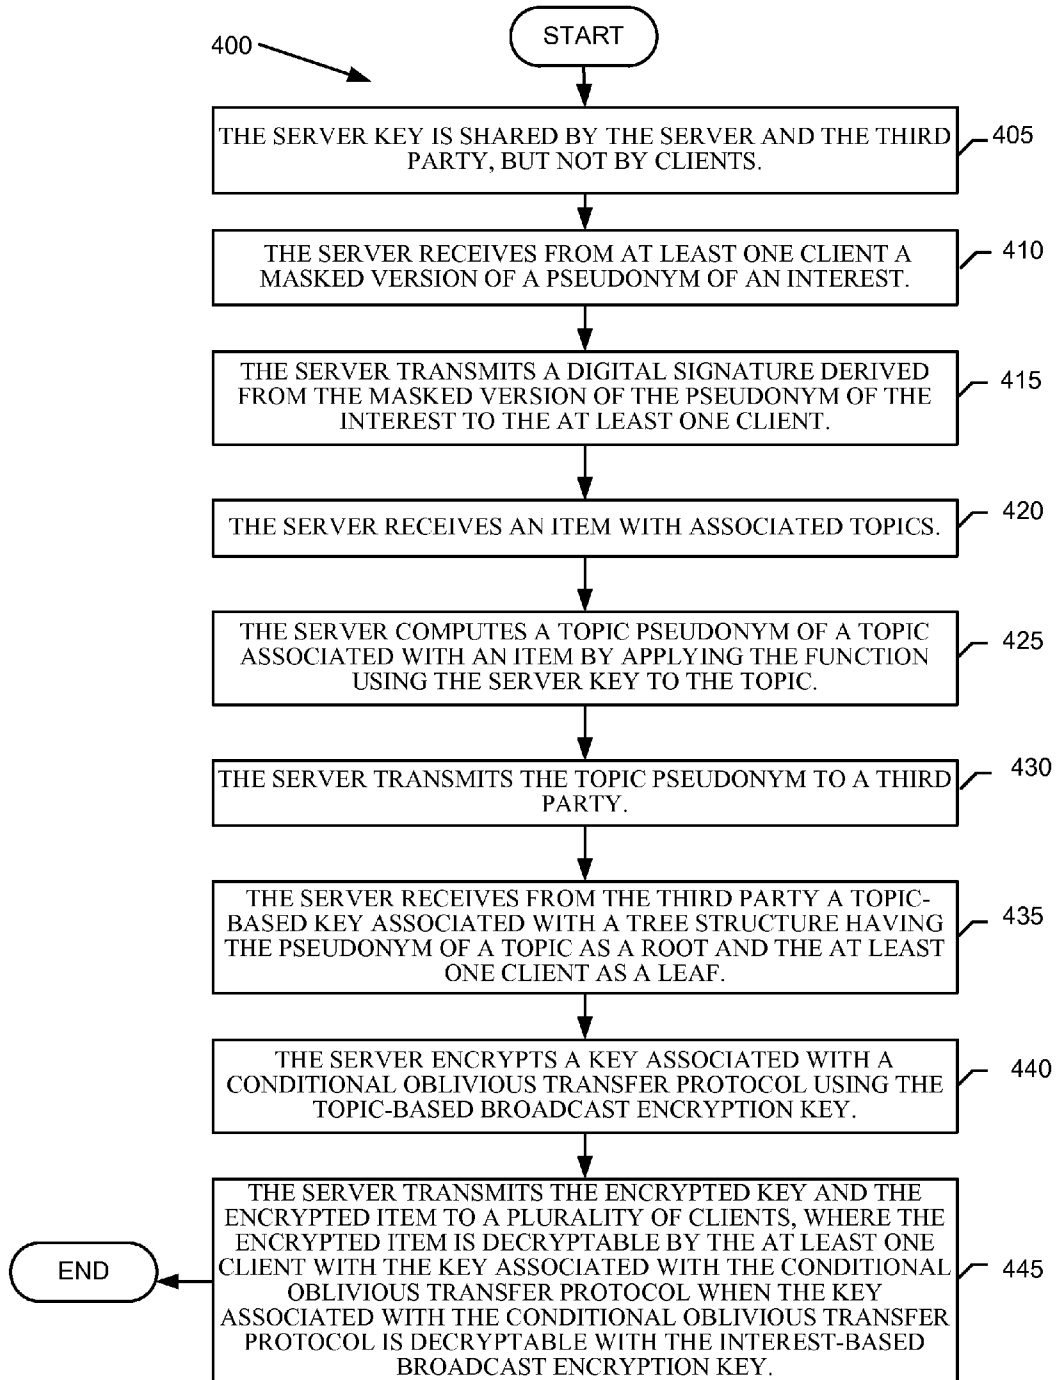 START
400
THE SERVER KEY IS SHARED BY THE SERVER AND THE THIRD
PARTY, BUT NOT BY CLIENTS.
405
THE SERVER RECEIVES FROM AT LEAST ONE CLIENT A
MASKED VERSION OF A PSEUDONYM OF AN INTEREST.
410
THE SERVER TRANSMITS A DIGITAL SIGNATURE DERIVED
FROM THE MASKED VERSION OF THE PSEUDONYM OF THE
INTEREST TO THE AT LEAST ONE CLIENT.
415
THE SERVER RECEIVES AN ITEM WITH ASSOCIATED TOPICS.
420
THE SERVER COMPUTES A TOPIC PSEUDONYM OF A TOPIC
ASSOCIATED WITH AN ITEM BY APPLYING THE FUNCTION
USING THE SERVER KEY TO THE TOPIC.
425
THE SERVER TRANSMITS THE TOPIC PSEUDONYM TO A THIRD
PARTY.
430
THE SERVER RECEIVES FROM THE THIRD PARTY A TOPIC-
BASED KEY ASSOCIATED WITH A TREE STRUCTURE HAVING
THE PSEUDONYM OF A TOPIC AS A ROOT AND THE AT LEAST
ONE CLIENT AS A LEAF.
435
THE SERVER ENCRYPTS A KEY ASSOCIATED WITH A
CONDITIONAL OBLIVIOUS TRANSFER PROTOCOL USING THE
TOPIC-BASED BROADCAST ENCRYPTION KEY.
440
THE SERVER TRANSMITS THE ENCRYPTED KEY AND THE
ENCRYPTED ITEM TO A PLURALITY OF CLIENTS, WHERE THE
ENCRYPTED ITEM IS DECRYPTABLE BY THE AT LEAST ONE
CLIENT WITH THE KEY ASSOCIATED WITH THE CONDITIONAL
OBLIVIOUS TRANSFER PROTOCOL WHEN THE KEY
ASSOCIATED WITH THE CONDITIONAL OBLIVIOUS TRANSFER
PROTOCOL IS DECRYPTABLE WITH THE INTEREST-BASED
BROADCAST ENCRYPTION KEY.
445
END